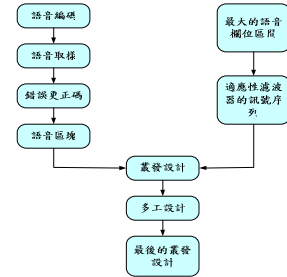 語音編碼
語音取樣
錯誤更正碼
語音區塊
最大的語音
欄位區間
適應性濾波
器的訊號序
列
叢發設計
多工設計
最後的叢發
設計